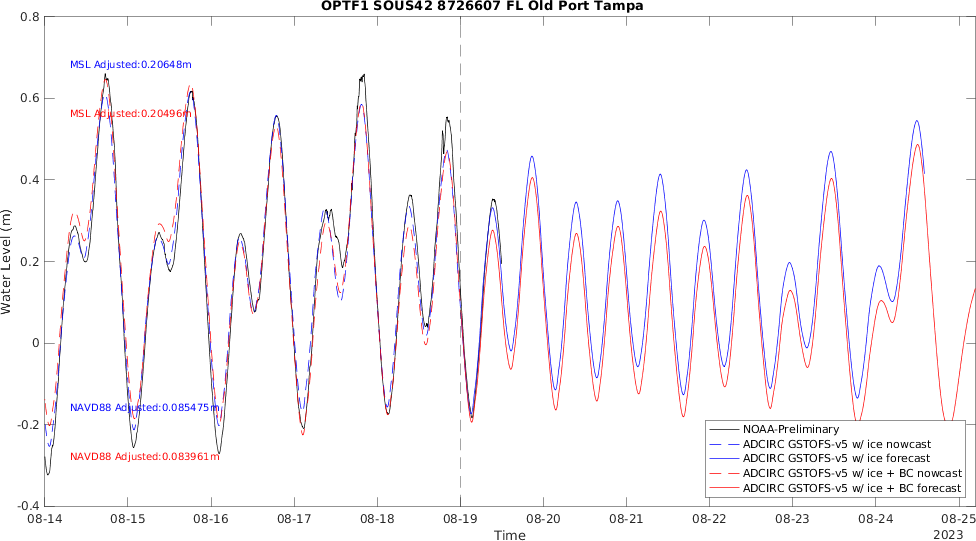 OPTF1 SOUS42 8726607 FL Old Port Tampa
0.8
0.6
0.4
0.2
0
-0.2
-0.4
Water Level (m)
MSL Adjusted:0.20648m
MSL Adjusted:0.20496m
NAVD88 Adjusted:0.085475m
NAVD88 Adjusted:0.083961m
NOAA-Preliminary
ADCIRC GSTOFS-v5 w/ ice nowcast
ADCIRC GSTOFS-v5 w/ ice forecast
ADCIRC GSTOFS-v5 w/ ice + BC nowcast
ADCIRC GSTOFS-v5 w/ ice + BC forecast
08-14 08-15 08-16 08-17 08-18 08-19 08-20 08-21 08-22 08-23 08-24 08-25
Time
2023